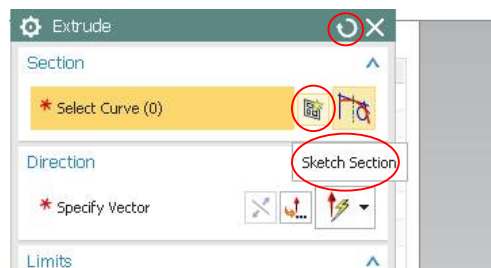 Extrude
Section
* Select Curve (0)
Direction
Sketch Section
* Specify Vector
Limits